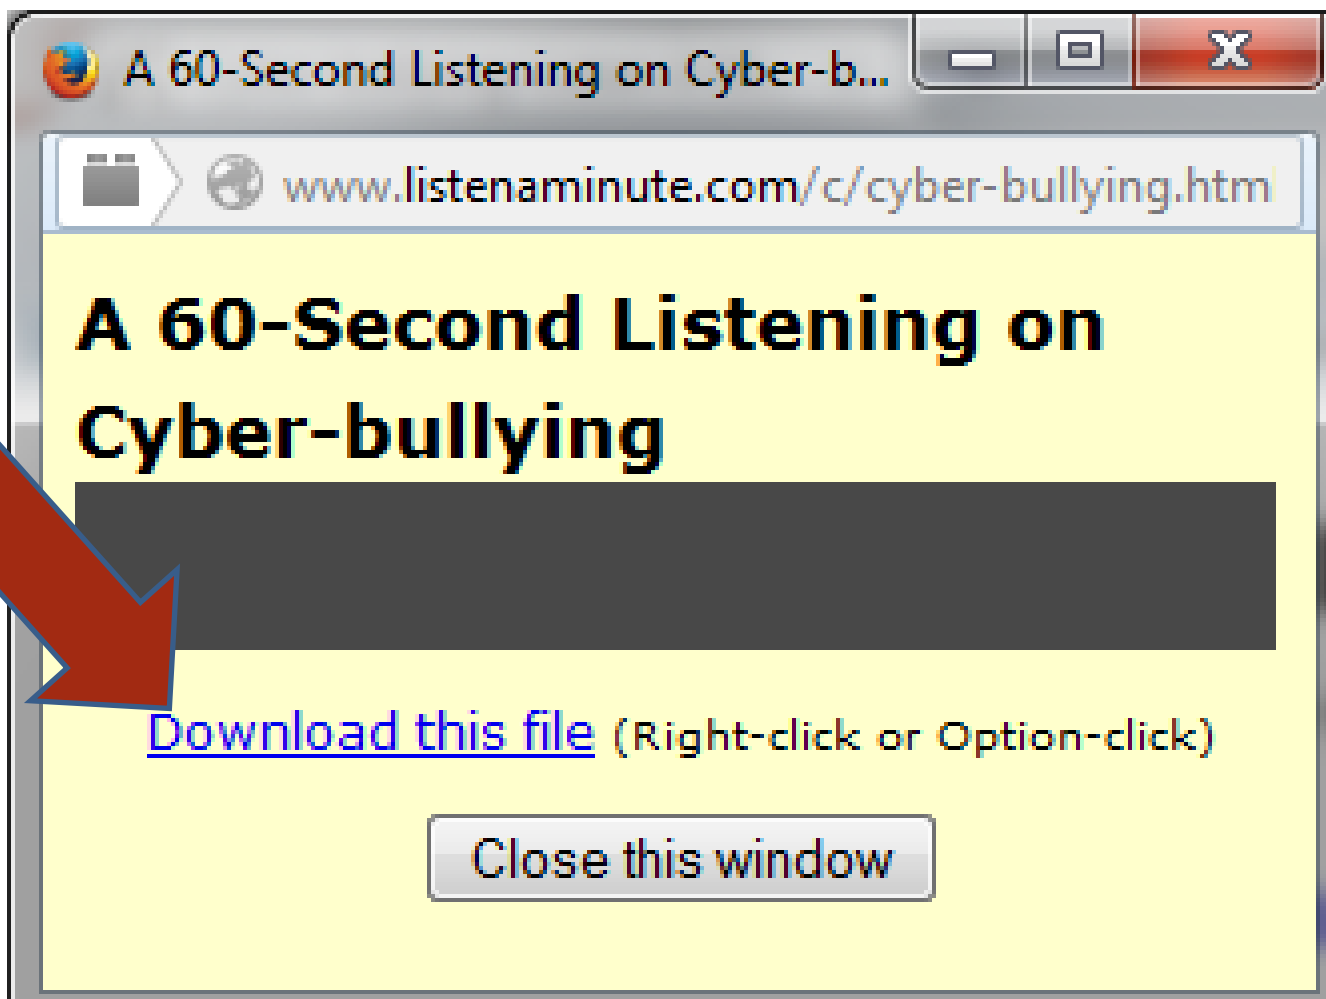 A 60-Second Listening on Cyber-b...
www.listenaminute.com/c/cyber-bullying.htm
A 60-Second Listening on
Cyber-bullying
Download this file (Right-click or Option-click)
Close this window